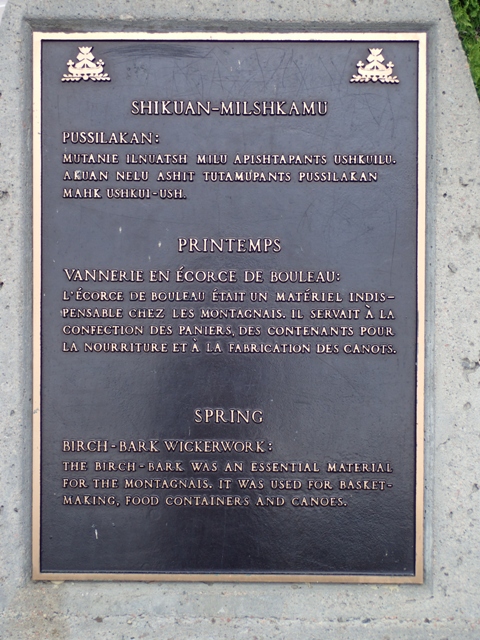 SHIKUAN-MILSHKAMU
PUSSILAKAN:
MUTANIE ILNUATSH MILU APISHTAPANTS USHKUILU.
AKUAN NELU ASHIT TUTAMUPANTS PUSSILAKAN
MAHK USHKUI-USH.
PRINTEMPS
VANNERIE EN ÉCORCE DE BOULEAU:
L'ÉCORCE DE BOULEAU ÉTAIT UN MATÉRIEL INDIS-
PENSABLE CHEZ LES MONTAGNAIS. IL SERVAIT À LA
CONFECTION DES PANIERS, DES CONTENANTS POUR
LA NOURRITURE ET À LA FABRICATION DES CANOTS.
SPRING
BIRCH-BARK WICKERWORK:
THE BIRCH-BARK WAS AN ESSENTIAL MATERIAL
FOR THE MONTAGNAIS. IT WAS USED FOR BASKET-
MAKING, FOOD CONTAINERS AND CANOES.